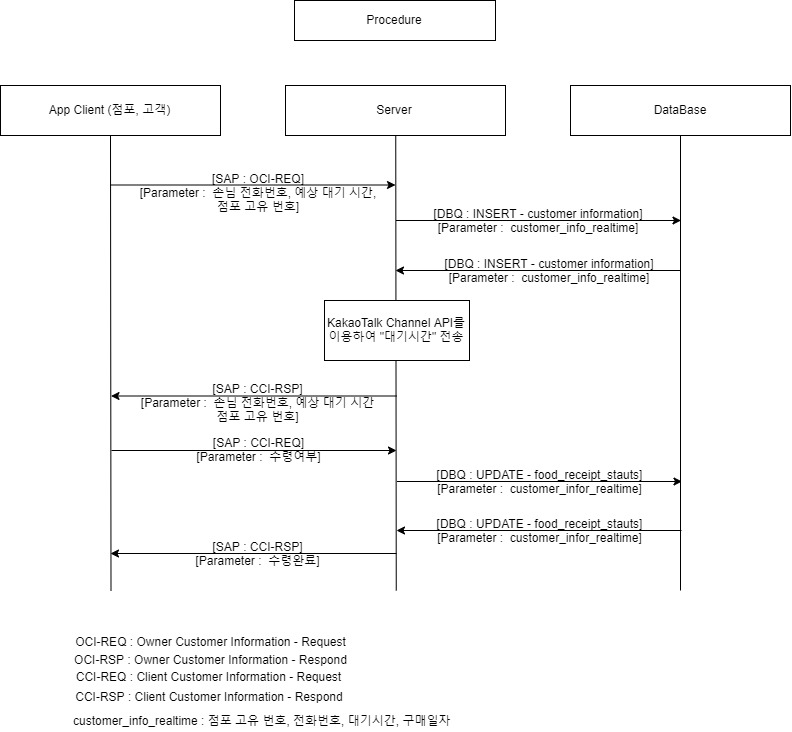 Procedure
App Client (점포, 고객)
Server
DataBase
[SAP : OCI-REQ]
[Parameter : 손님 전화번호, 예상 대기 시간,
점포 고유 번호]
[DBQ : INSERT - customer information]
[Parameter : customer_info_realtime]
[DBQ : INSERT - customer information]
[Parameter : customer_info_realtime]
KakaoTalk Channel API를
이용하여 "대기시간" 전송
[SAP : CCI-RSP]
[Parameter : 손님 전화번호, 예상 대기 시간
점포 고유 번호]
[SAP : CCI-REQ]
[Parameter : 수령여부]
[DBQ : UPDATE - food_receipt_stauts]
[Parameter : customer_infor_realtime]
[DBQ : UPDATE - food_receipt_stauts]
[Parameter : customer_infor_realtime]
[SAP : CCI-RSP]
[Parameter : 수령완료]
OCI-REQ : Owner Customer Information - Request
OCI-RSP : Owner Customer Information - Respond
CCI-REQ : Client Customer Information - Request
CCI-RSP : Client Customer Information - Respond
customer_info_realtime : 점포 고유 번호, 전화번호, 대기시간, 구매일자